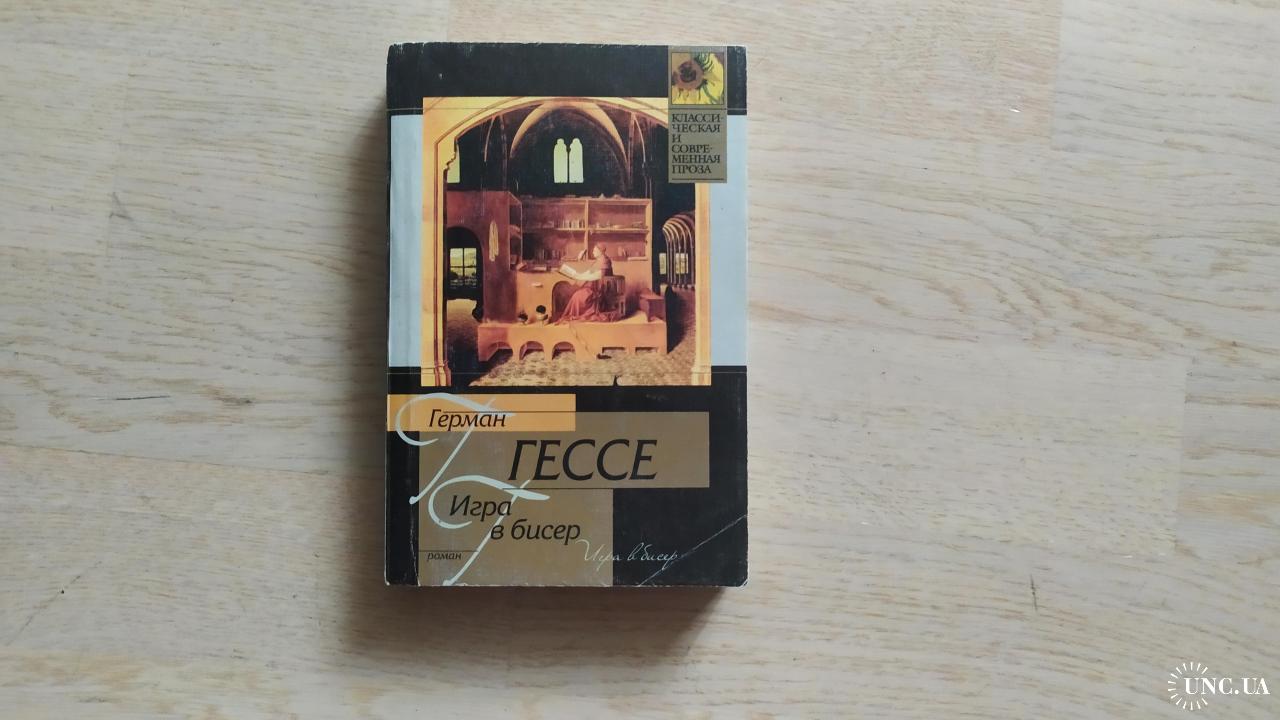 КЛАССИ-
ЧЕСКАЯ
И
СОВРЕ-
МЕННАЯ
ПРОЗА
Герман
ГЕССЕ
Игра
в бисер
роман
Игра в бисер
UNC.UA